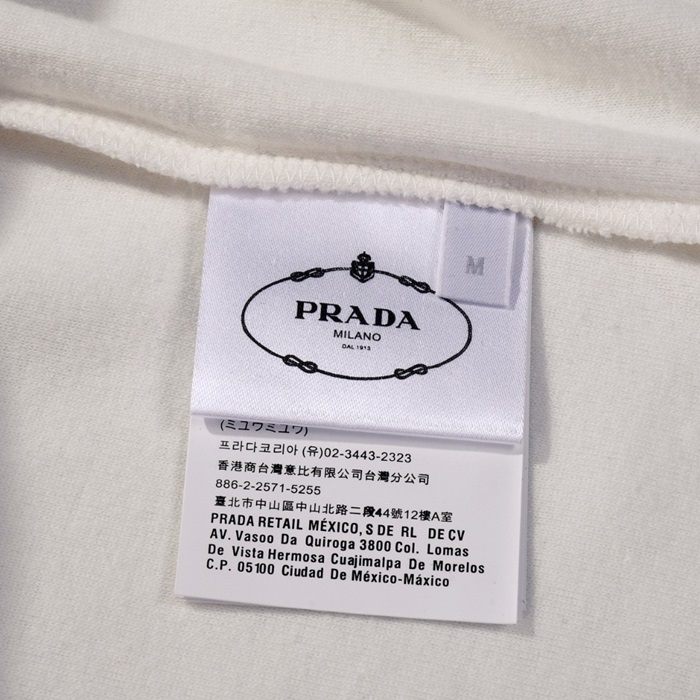 M
PRADA
MILANO
DAL 1913
(ミユウミユウ)
프라다코리아 (유)02-3443-2323
香港商台灣意比有限公司台灣分公司
886-2-2571-5255
臺北市中山區中山北路二段44號12樓A室
PRADA RETAIL MÉXICO, S DE RL DE CV
AV. Vasoo Da Quiroga 3800 Col. Lomas
De Vista Hermosa Cuajimalpa De Morelos
C.P. 05100 Ciudad De México-Máxico